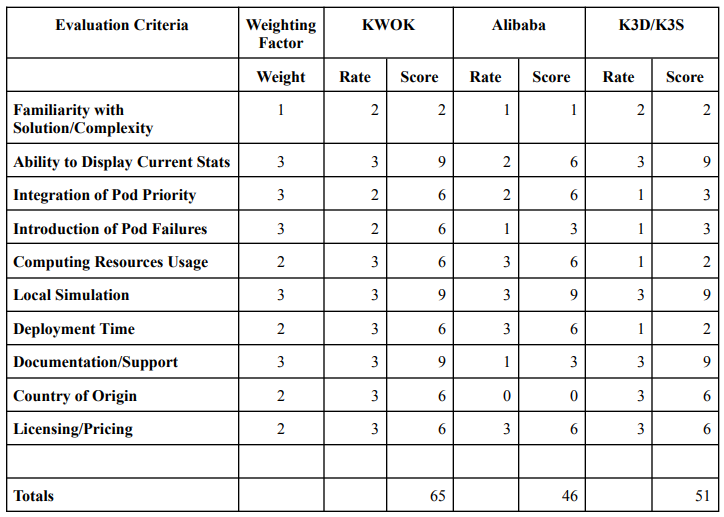 Evaluation Criteria Weighting Factor KWOK Alibaba K3D/K3S
Weight Rate Score Rate Score Rate Score
Familiarity with Solution/Complexity 1 2 2 1 1 2 2
Ability to Display Current Stats 3 3 9 2 6 3 9
Integration of Pod Priority 3 2 6 2 6 1 3
Introduction of Pod Failures 3 2 6 1 3 1 3
Computing Resources Usage 2 3 6 3 6 1 2
Local Simulation 3 3 9 3 9 3 9
Deployment Time 2 3 6 3 6 1 2
Documentation/Support 3 3 9 1 3 3 9
Country of Origin 2 3 6 0 0 3 6
Licensing/Pricing 2 3 6 3 6 3 6
Totals 65 46 51